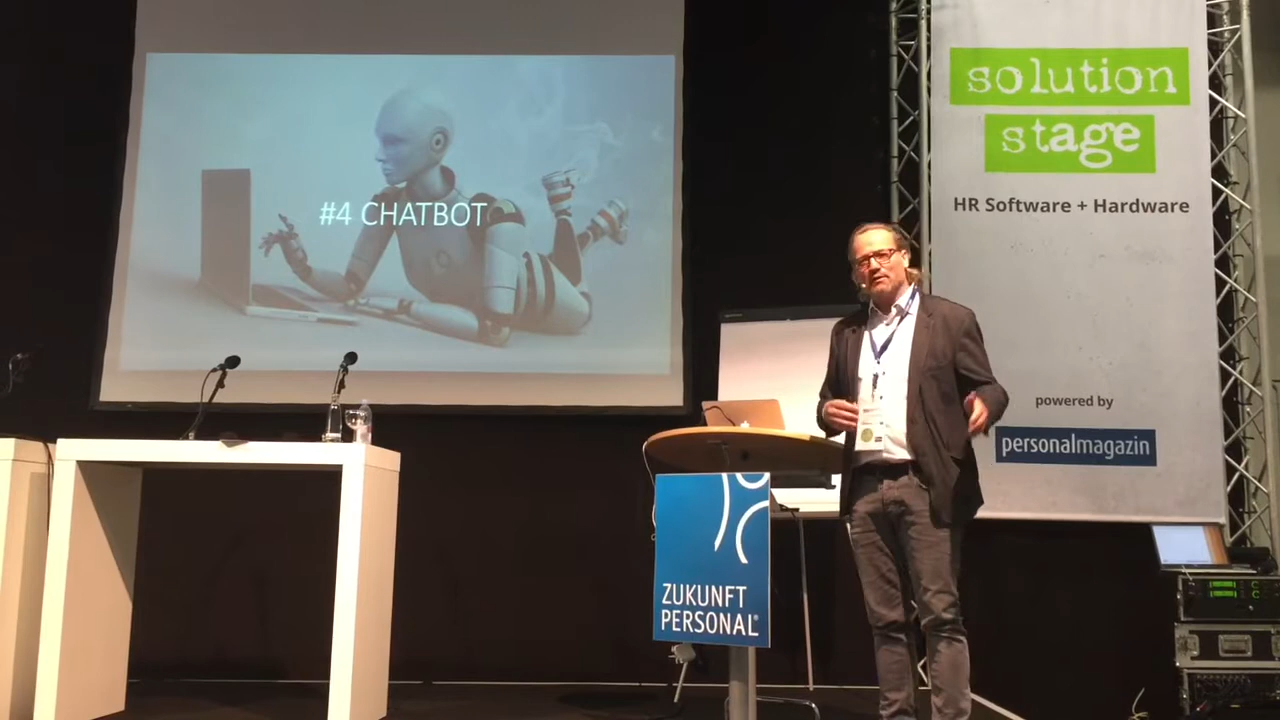 #4 CHATBOT
solution
stage
HR Software + Hardware
powered by
personalmagazin
ZUKUNFT
PERSONAL®